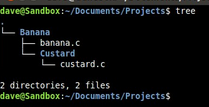 dave@Sandbox:~/Documents/Projects$ tree
.
└── Banana
    ├── banana.c
    └── Custard
        └── custard.c

2 directories, 2 files
dave@Sandbox:~/Documents/Projects$